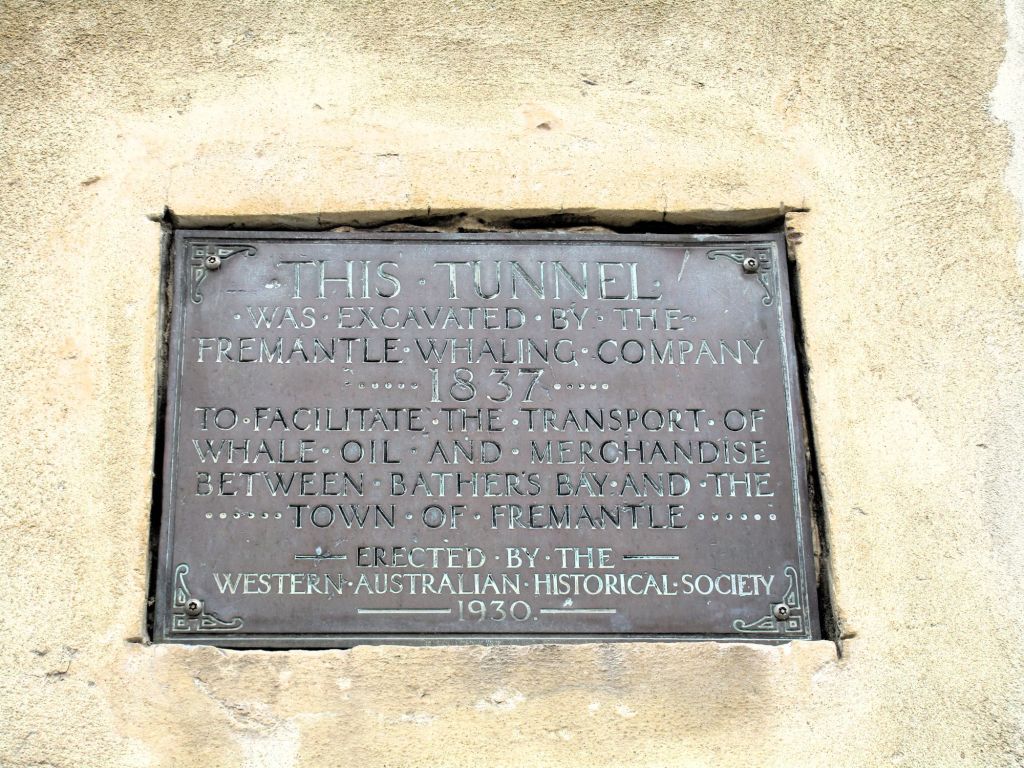 THIS · TUNNEL
· WAS · EXCAVATED · BY · THE ·
FREMANTLE · WHALING · COMPANY
······ 1837 ······
TO · FACILITATE · THE · TRANSPORT · OF
WHALE · OIL · AND · MERCHANDISE
BETWEEN · BATHER'S BAY · AND · THE
······· TOWN · OF · FREMANTLE ······
— ERECTED · BY · THE —
WESTERN · AUSTRALIAN · HISTORICAL · SOCIETY
— 1930. —